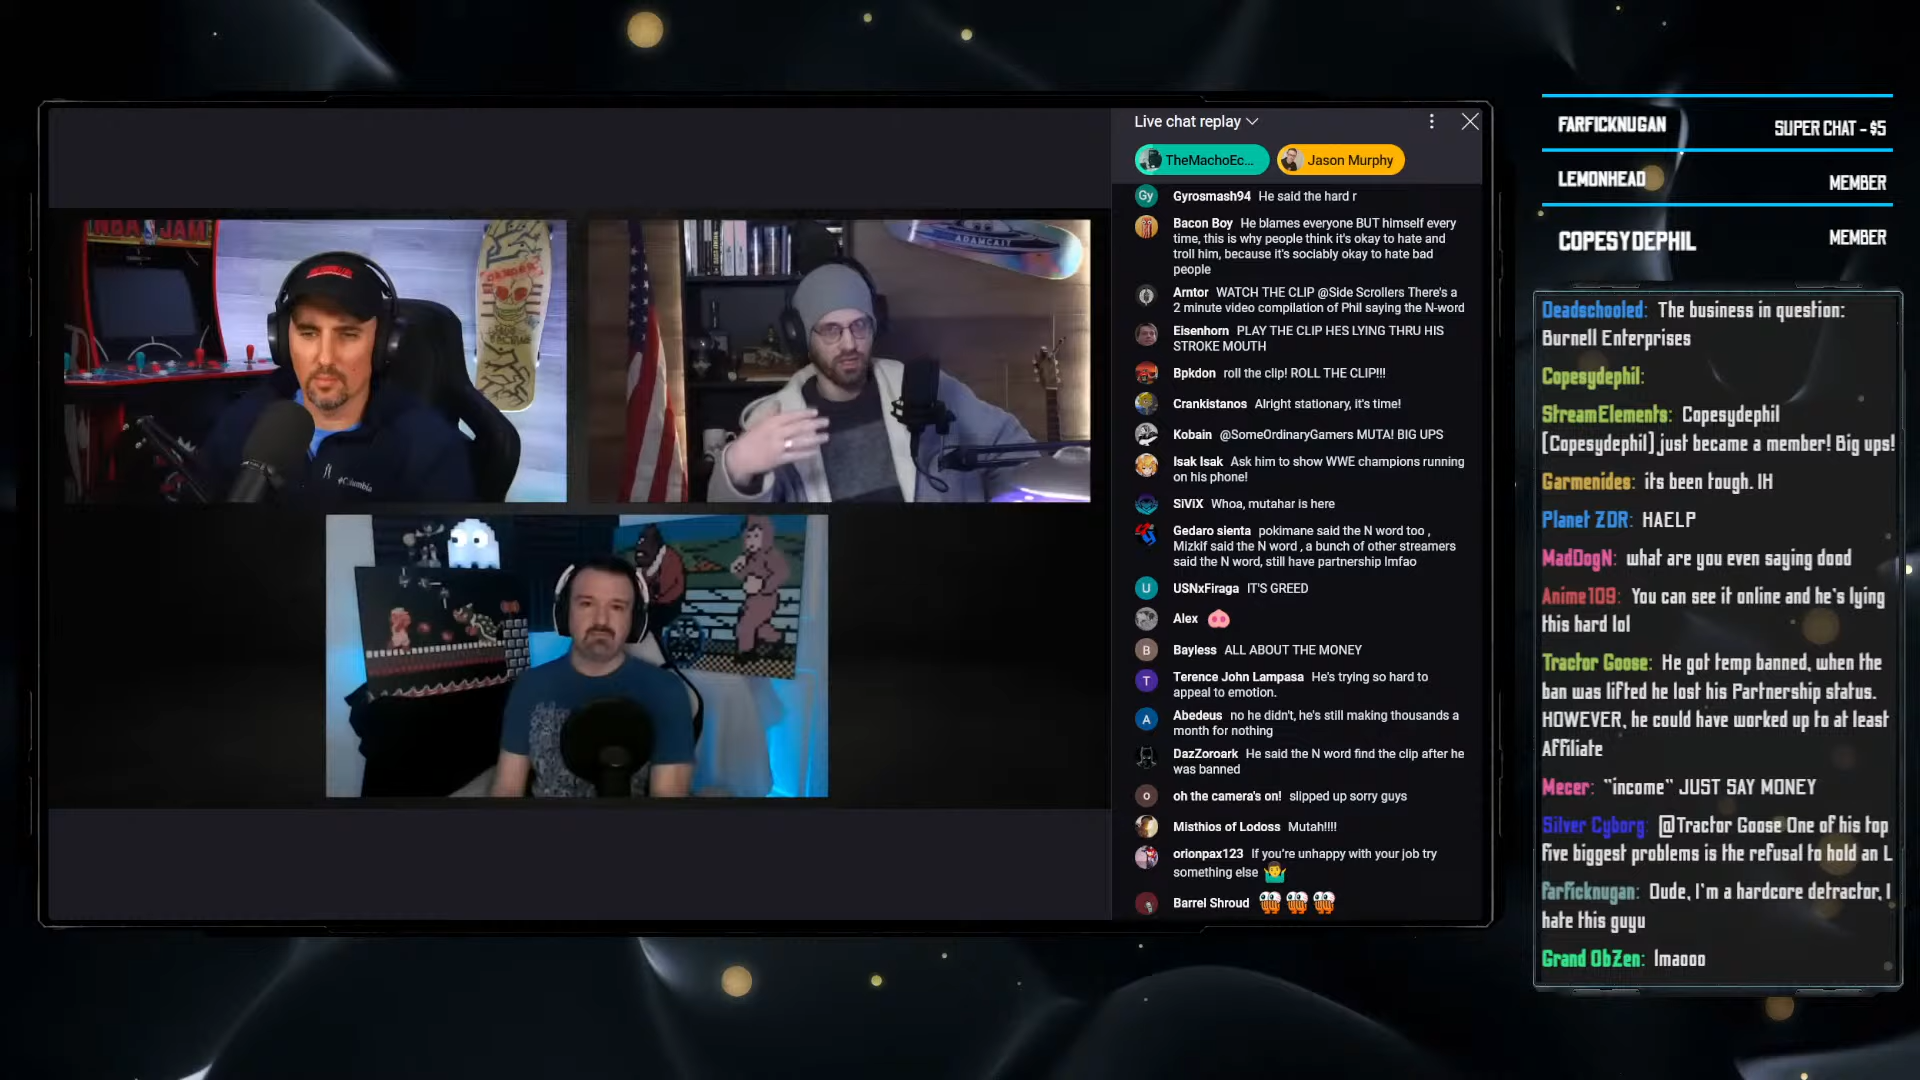 NBA JAM
ADAMCAIT
Columbia
Live chat replay
TheMachoEc...
Jason Murphy
Gy Gyrosmash94 He said the hard r
Bacon Boy He blames everyone BUT himself every
time, this is why people think it's okay to hate and
troll him, because it's sociably okay to hate bad
people
Arntor WATCH THE CLIP @Side Scrollers There's a
2 minute video compilation of Phil saying the N-word
Eisenhorn PLAY THE CLIP HES LYING THRU HIS
STROKE MOUTH
Bpkdon roll the clip! ROLL THE CLIP!!!
Crankistanos Alright stationary, it's time!
Kobain @SomeOrdinaryGamers MUTA! BIG UPS
Isak Isak Ask him to show WWE champions running
on his phone!
SiViX Whoa, mutahar is here
Gedaro sienta pokimane said the N word too ,
Mizkif said the N word , a bunch of other streamers
said the N word, still have partnership lmfao
U USNxFiraga IT'S GREED
Alex 🐽
B Bayless ALL ABOUT THE MONEY
T Terence John Lampasa He's trying so hard to
appeal to emotion.
A Abedeus no he didn't, he's still making thousands a
month for nothing
DazZoroark He said the N word find the clip after he
was banned
o oh the camera's on! slipped up sorry guys
Misthios of Lodoss Mutah!!!!
orionpax123 If you're unhappy with your job try
something else 🤷‍♂️
Barrel Shroud
FARFICKNUGAN SUPER CHAT - $5
LEMONHEAD MEMBER
COPESYDEPHIL MEMBER
Deadschooled: The business in question:
Burnell Enterprises
Copesydephil:
StreamElements: Copesydephil
[Copesydephil] just became a member! Big ups!
Garmenides: its been tough. IH
Planet ZDR: HAELP
MadDogN: what are you even saying dood
Anime109: You can see it online and he's lying
this hard lol
Tractor Goose: He got temp banned, when the
ban was lifted he lost his Partnership status.
HOWEVER, he could have worked up to at least
Affiliate
Mecer: "income" JUST SAY MONEY
Silver Cyborg: @Tractor Goose One of his top
five biggest problems is the refusal to hold an L
farficknugan: Dude, I'm a hardcore detractor, I
hate this guyu
Grand ObZen: lmaooo